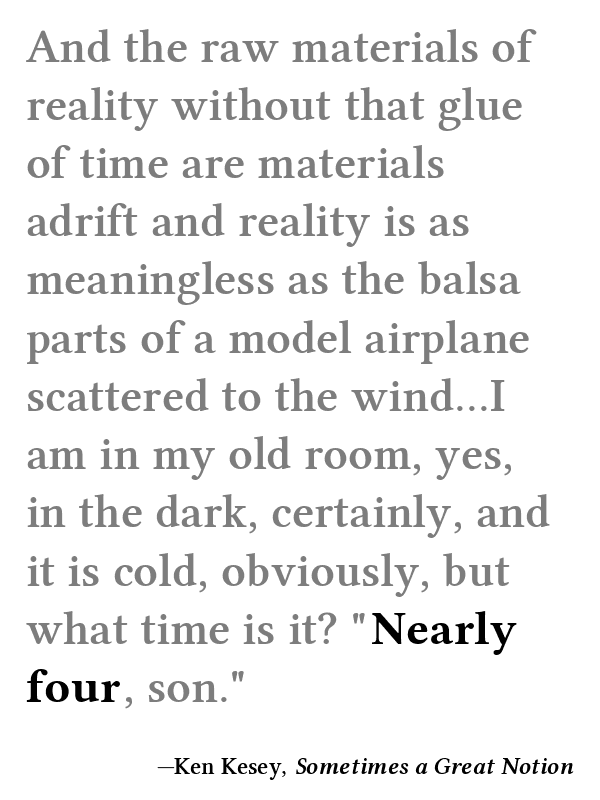 And the raw materials of
reality without that glue
of time are materials
adrift and reality is as
meaningless as the balsa
parts of a model airplane
scattered to the wind...I
am in my old room, yes,
in the dark, certainly, and
it is cold, obviously, but
what time is it? "Nearly
four, son."
—Ken Kesey, Sometimes a Great Notion